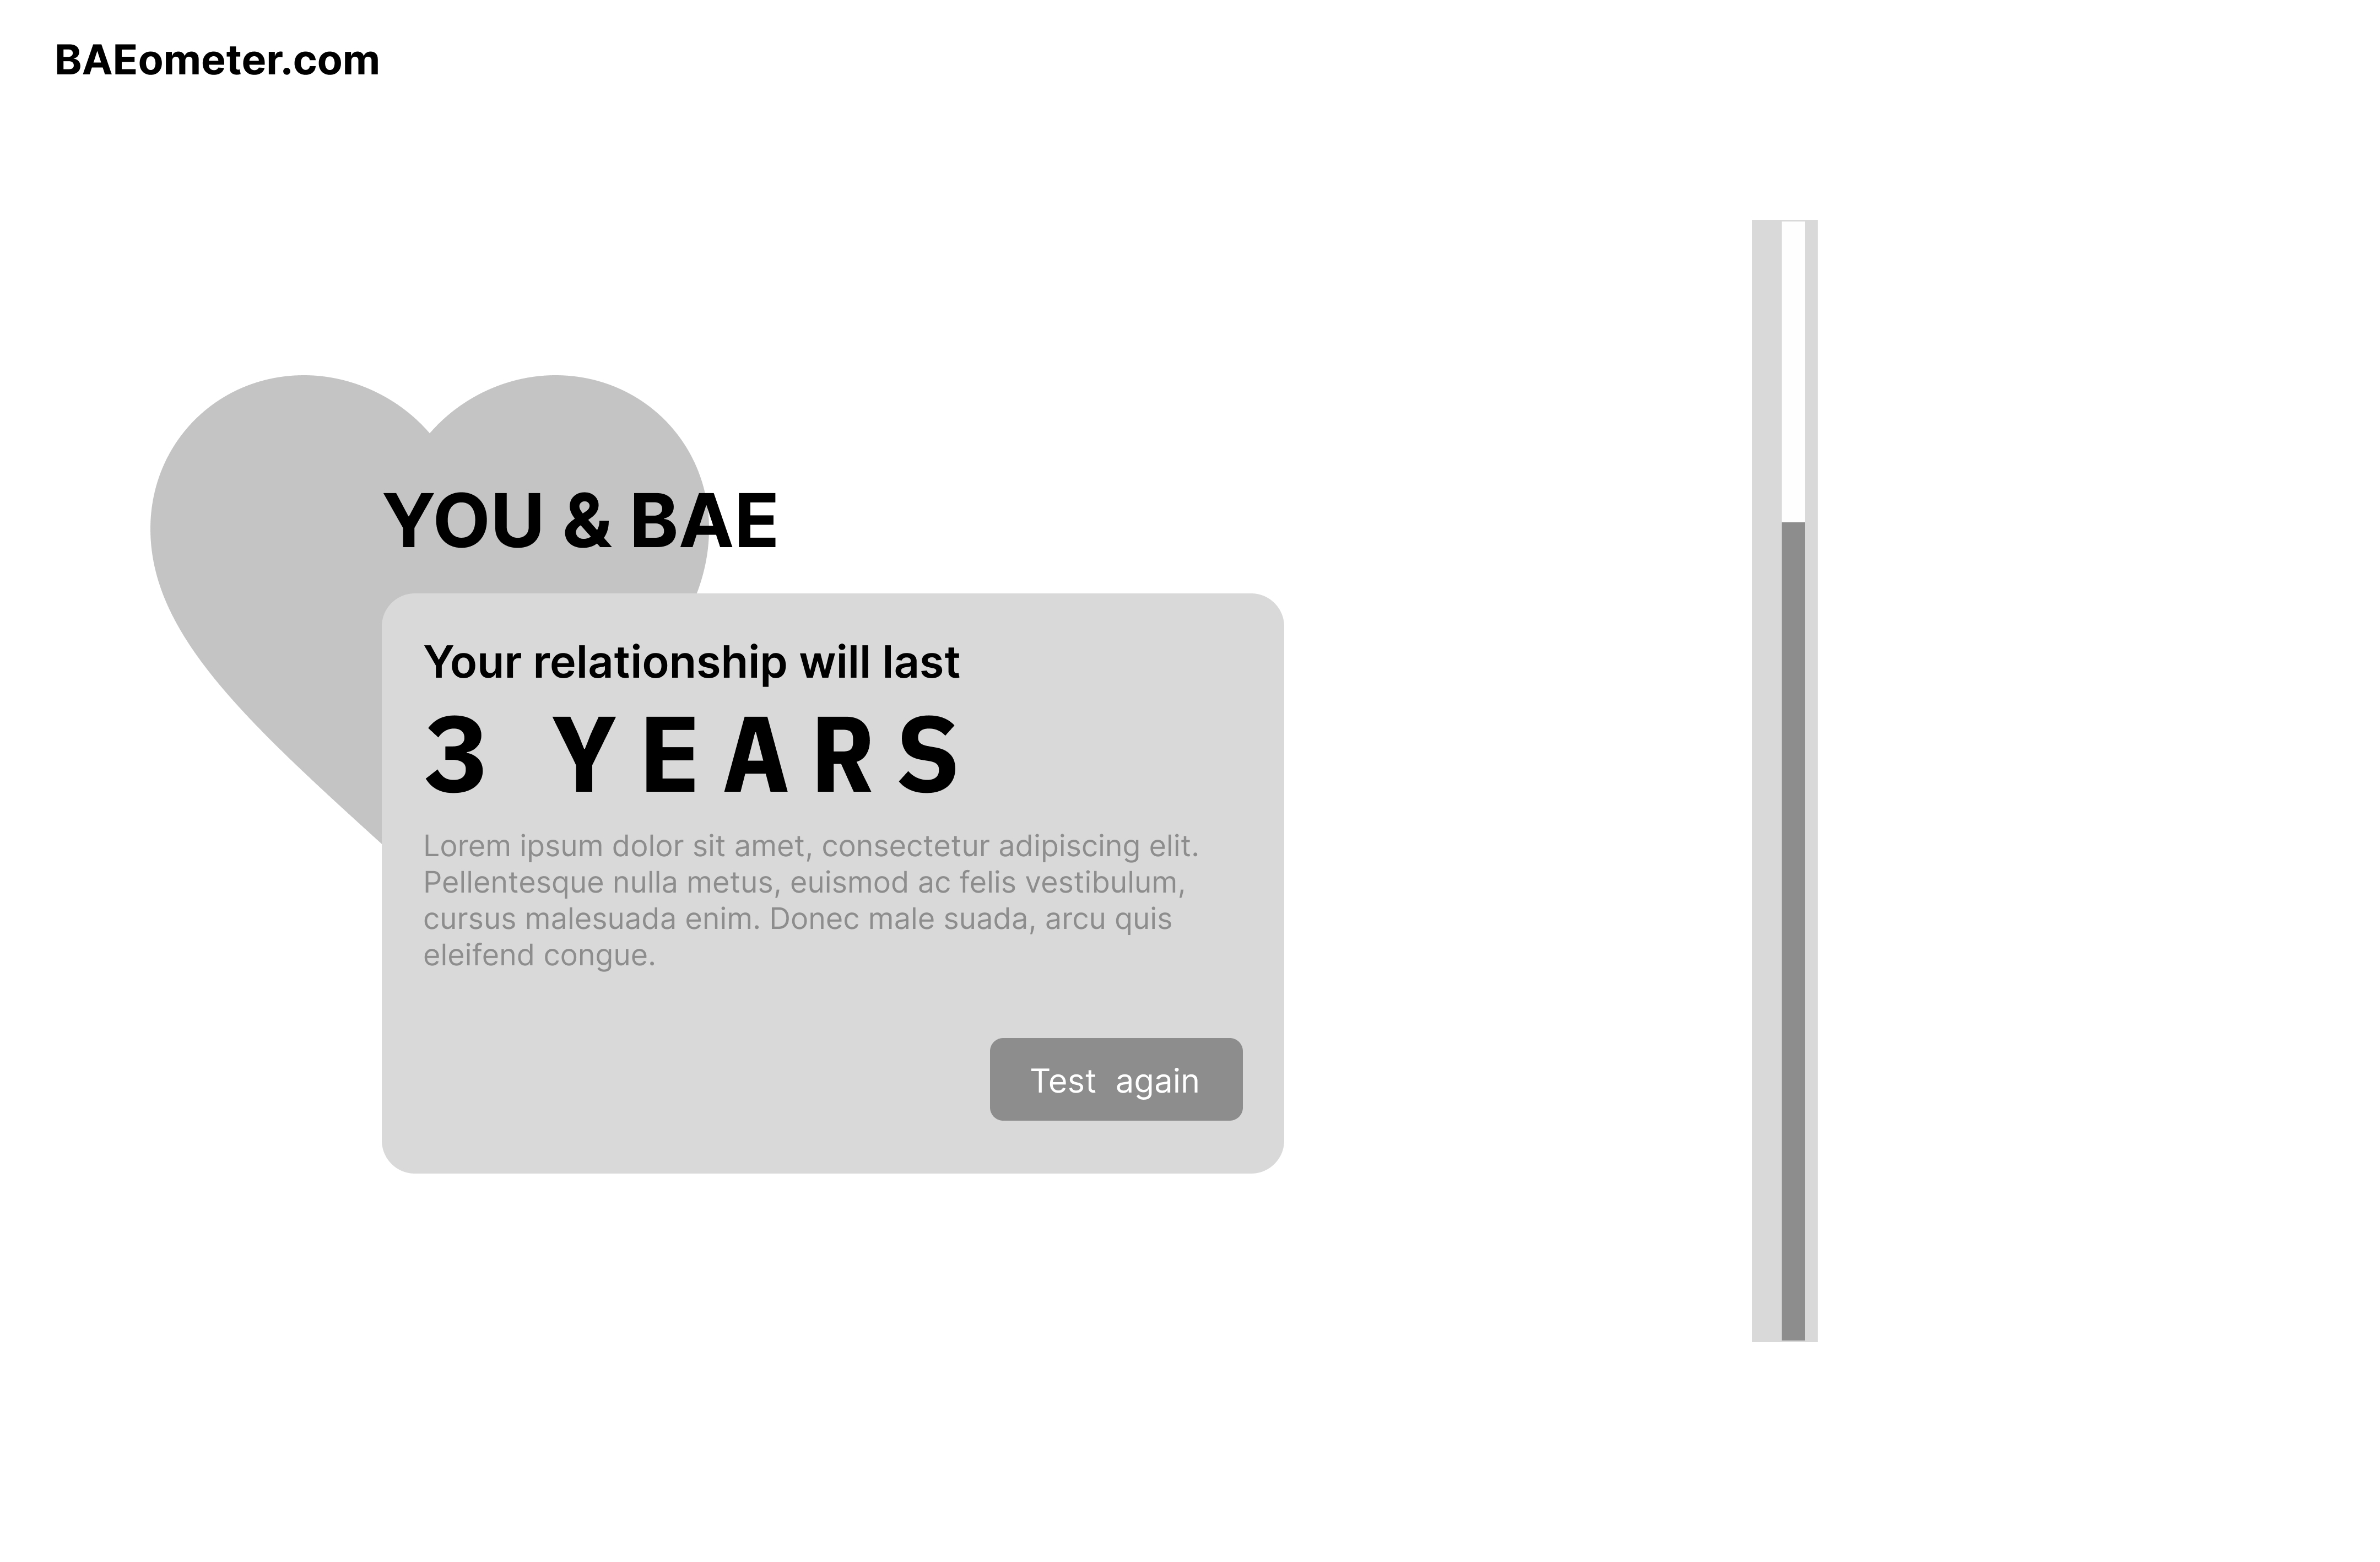 BAEometer.com
YOU & BAE
Your relationship will last
3 YEARS
Lorem ipsum dolor sit amet, consectetur adipiscing elit.
Pellentesque nulla metus, euismod ac felis vestibulum,
cursus malesuada enim. Donec male suada, arcu quis
eleifend congue.
Test again